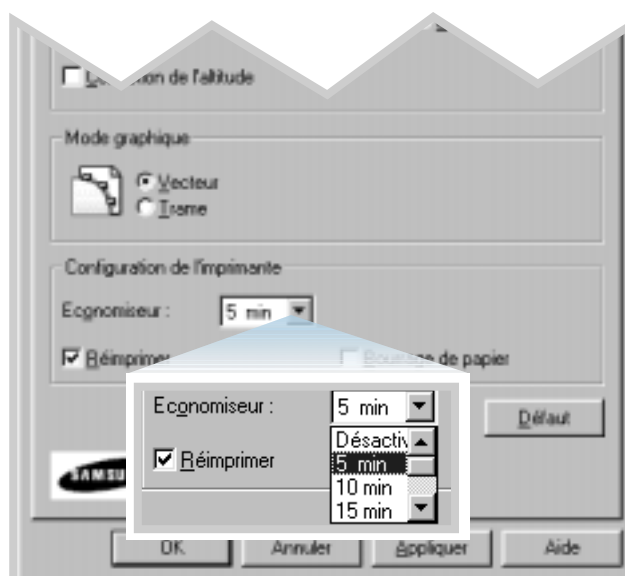 de l'altitude
Mode graphique
Vecteur
Trame
Configuration de l'imprimante
Economiseur : 5 min
Réimprimer de papier
Economiseur : 5 min
Désactiv
5 min
Réimprimer
10 min
15 min
Défaut
SAMSU
OK Annuler Appliquer Aide